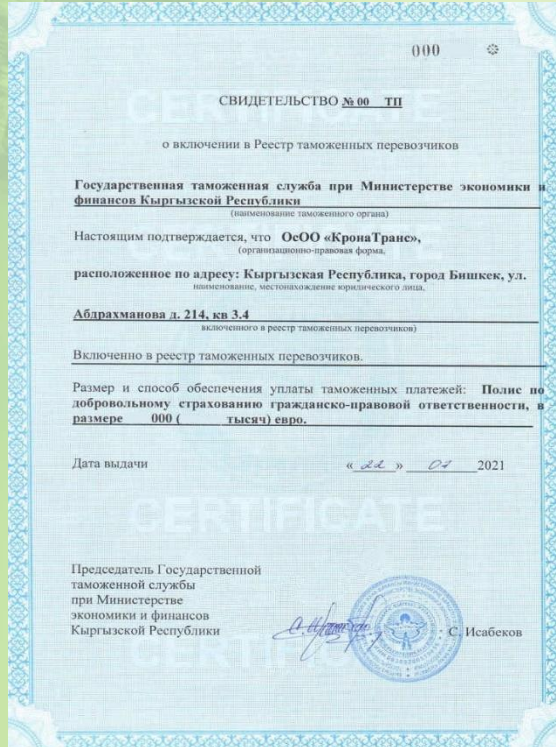 000
CERTIFICATE
СВИДЕТЕЛЬСТВО № 00 ТП
о включении в Реестр таможенных перевозчиков
Государственная таможенная служба при Министерстве экономики и
финансов Кыргызской Республики
(наименование таможенного органа)
Настоящим подтверждается, что ОсОО «КронаТранс»,
(организационно-правовая форма,
расположенное по адресу: Кыргызская Республика, город Бишкек, ул.
наименование, местонахождение юридического лица,
Абдрахманова д. 214, кв 3.4
включенного в реестр таможенных перевозчиков)
Включенно в реестр таможенных перевозчиков.
Размер и способ обеспечения уплаты таможенных платежей: Полис по
добровольному страхованию гражданско-правовой ответственности, в
размере 000 ( тысяч) евро.
Дата выдачи « 22 » 07 2021
CERTIFICATE
Председатель Государственной
таможенной службы
при Министерстве
экономики и финансов
Кыргызской Республики С. Исабеков